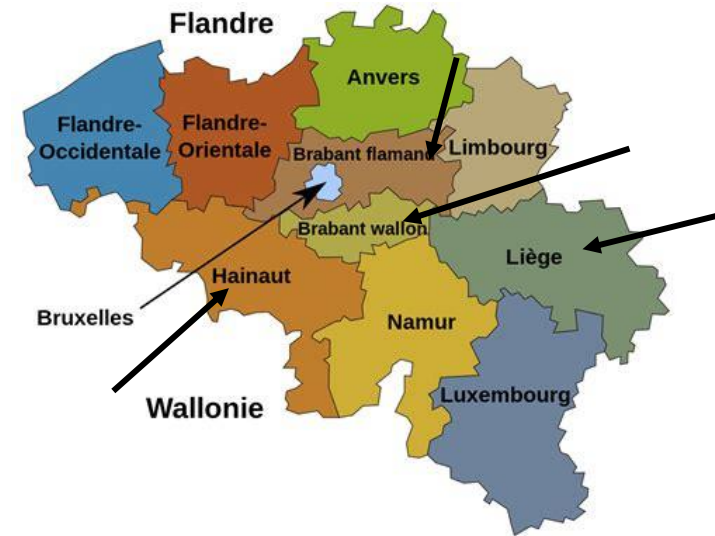 Flandre
Anvers
Flandre-
Occidentale
Flandre-
Orientale
Brabant flamand
Limbourg
Brabant wallon
Liège
Hainaut
Bruxelles
Namur
Wallonie
Luxembourg